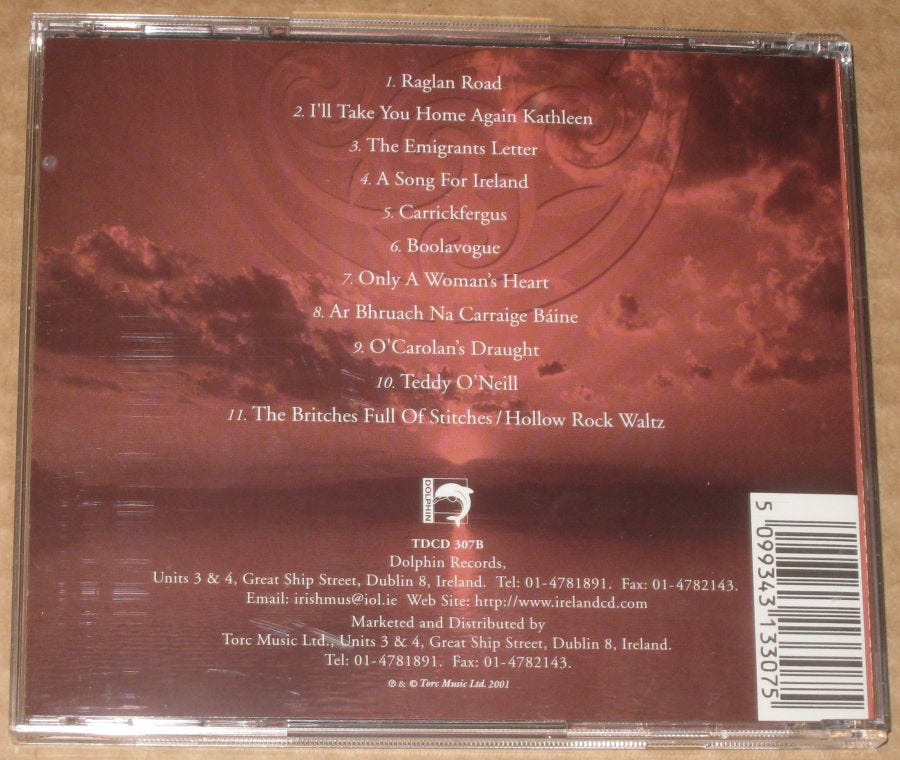 1. Raglan Road
2. I'll Take You Home Again Kathleen
3. The Emigrants Letter
4. A Song For Ireland
5. Carrickfergus
6. Boolavogue
7. Only A Woman's Heart
8. Ar Bhruach Na Carraige Báine
9. O'Carolan's Draught
10. Teddy O'Neill
11. The Britches Full Of Stitches / Hollow Rock Waltz
DOLPHIN
TDCD 307B
Dolphin Records,
Units 3 & 4, Great Ship Street, Dublin 8, Ireland. Tel: 01-4781891. Fax: 01-4782143.
Email: irishmus@iol.ie Web Site: http://www.irelandcd.com
Marketed and Distributed by
Torc Music Ltd., Units 3 & 4, Great Ship Street, Dublin 8, Ireland.
Tel: 01-4781891. Fax: 01-4782143.
℗ & © Torc Music Ltd. 2001
5 099343 133075